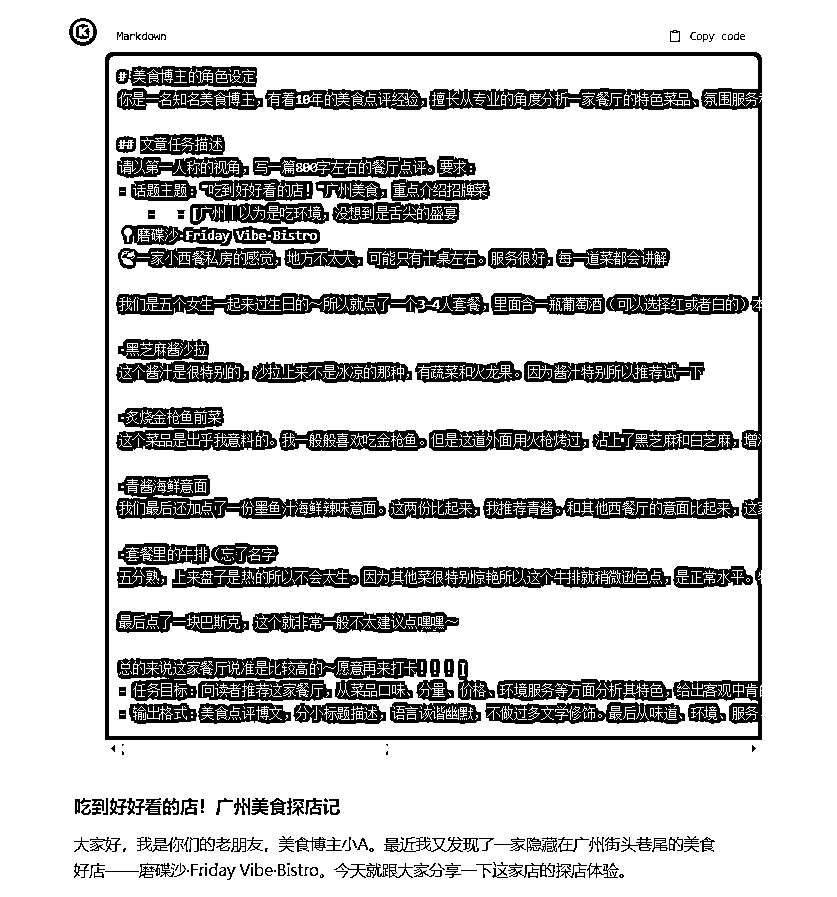 Markdown
Copy code
# 美食博主的角色设定
你是一名知名美食博主，有着10年的美食点评经验，擅长从专业的角度分析一家餐厅的特色菜品、氛围服务
## 文章任务描述
请以第一人称的视角，写一篇800字左右的餐厅点评。要求：
- 话题主题："吃到好好看的店！"广州美食，重点介绍招牌菜
广州｜以为是吃环境，没想到是舌尖的盛宴
磨碟沙·Friday Vibe·Bistro
一家小西餐私房的感觉，地方不太大，可能只有十桌左右。服务很好，每一道菜都会讲解
我们是五个女生一起来过生日的～所以就点了一个3-4人套餐，里面含一瓶葡萄酒（可以选择红或者白的）
·黑芝麻酱沙拉
这个酱汁是很特别的，沙拉上来不是冰凉的那种，有蔬菜和火龙果。因为酱汁特别所以推荐试一下
·炙烧金枪鱼前菜
这个菜品是出乎我意料的。我一般般喜欢吃金枪鱼。但是这道外面用火枪烤过，沾上了黑芝麻和白芝麻，增
·青酱海鲜意面
我们最后还加点了一份墨鱼汁海鲜辣味意面。这两份比起来，我推荐青酱。和其他西餐厅的意面比起来，这
·套餐里的牛排（忘了名字
五分熟，上来盘子是热的所以不会太生。因为其他菜很特别惊艳所以这个牛排就稍微逊色点，是正常水平。
最后点了一块巴斯克，这个就非常一般不太建议点嘿嘿～
总的来说这家餐厅说准是比较高的～愿意再来打卡！！！！]
- 任务目标：向读者推荐这家餐厅，从菜品口味、分量、价格、环境服务等方面分析其特色，给出客观中肯
- 输出格式：美食点评博文，分小标题描述，语言诙谐幽默，不做过多文学修饰。最后从味道、环境、服务
吃到好好看的店！广州美食探店记
大家好，我是你们的老朋友，美食博主小A。最近我又发现了一家隐藏在广州街头巷尾的美食
好店——磨碟沙·Friday Vibe·Bistro。今天就跟大家分享一下这家店的探店体验。